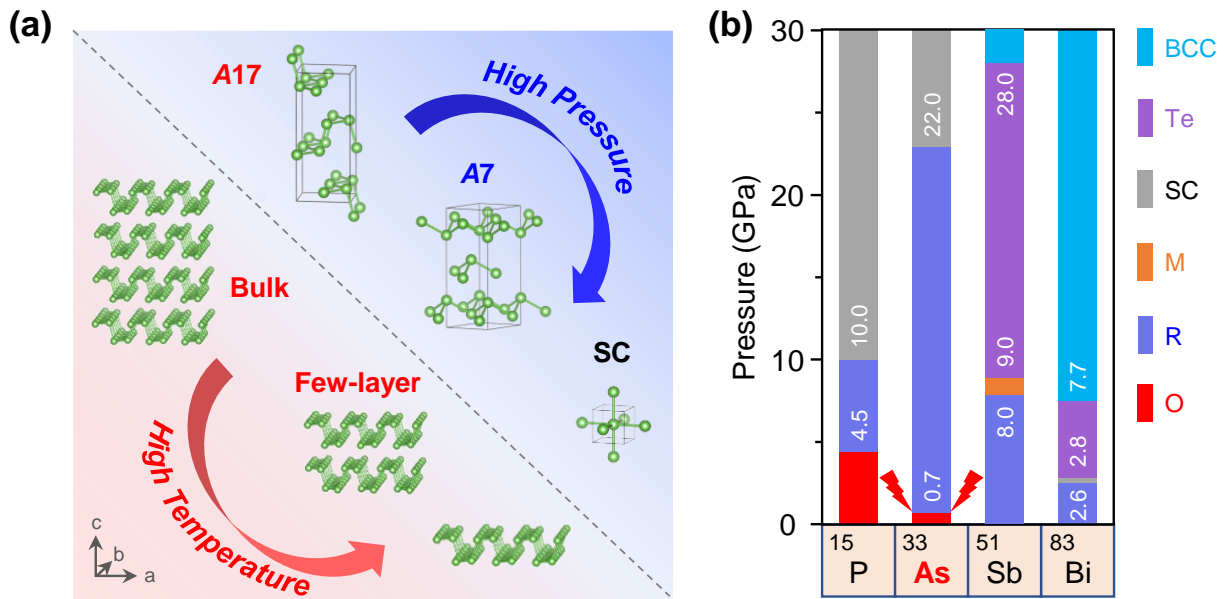 (a)
A17
High Pressure
A7
Bulk
SC
Few-layer
High Temperature
c
b
a
(b)
Pressure (GPa)
30
20
10
0
10.0
4.5
22.0
0.7
28.0
9.0
8.0
7.7
2.8
2.6
15
P
33
As
51
Sb
83
Bi
BCC
Te
SC
M
R
O